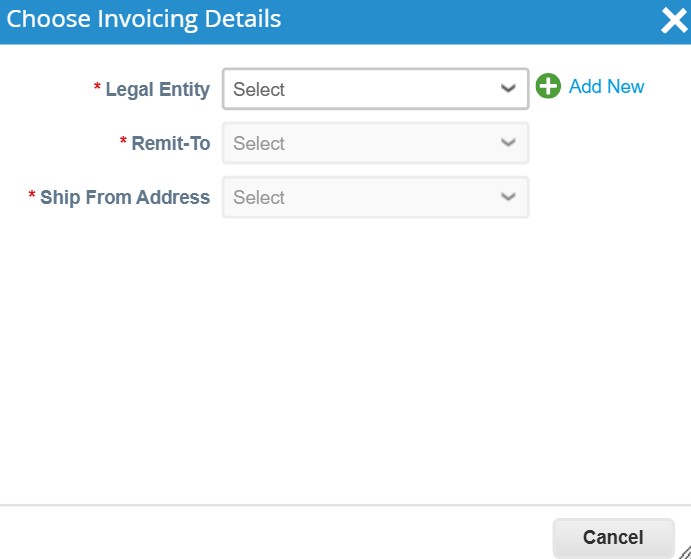 Choose Invoicing Details
* Legal Entity Select Add New
* Remit-To Select
* Ship From Address Select
Cancel